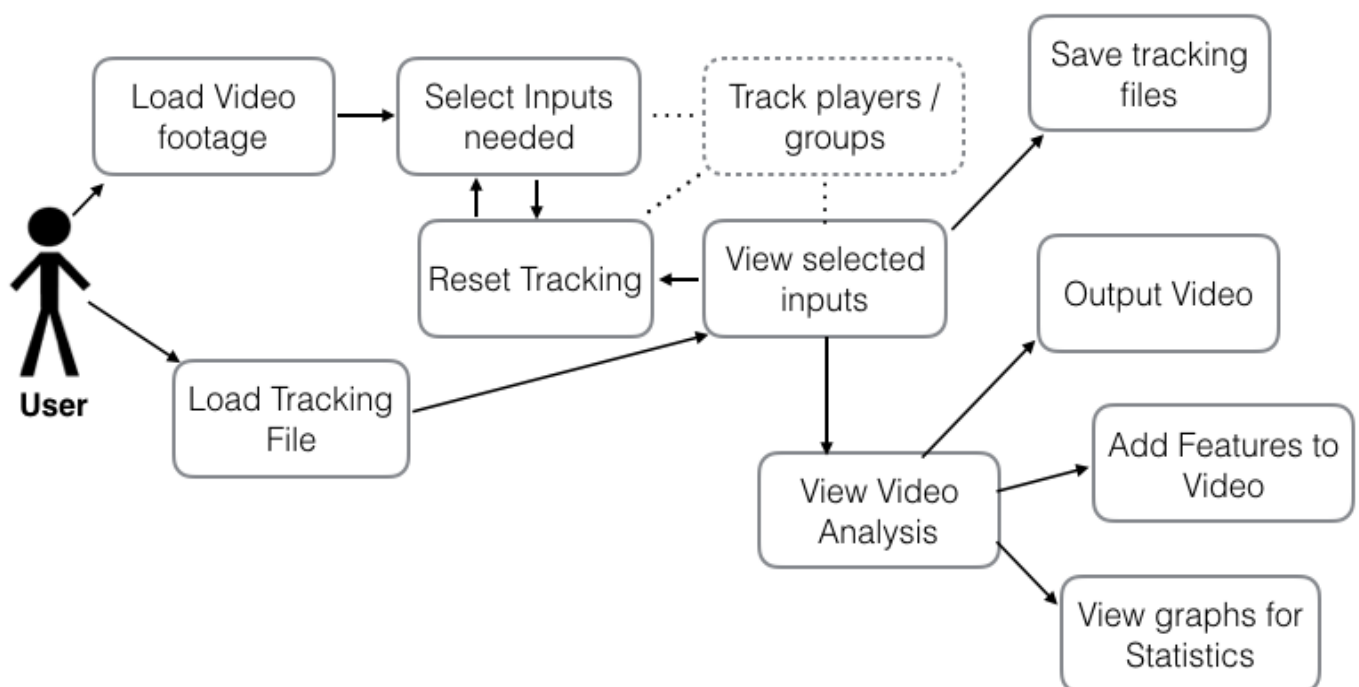 Load Video
footage
Select Inputs
needed
Track players /
groups
Save tracking
files
Reset Tracking
View selected
inputs
Output Video
User
Load Tracking
File
View Video
Analysis
Add Features to
Video
View graphs for
Statistics